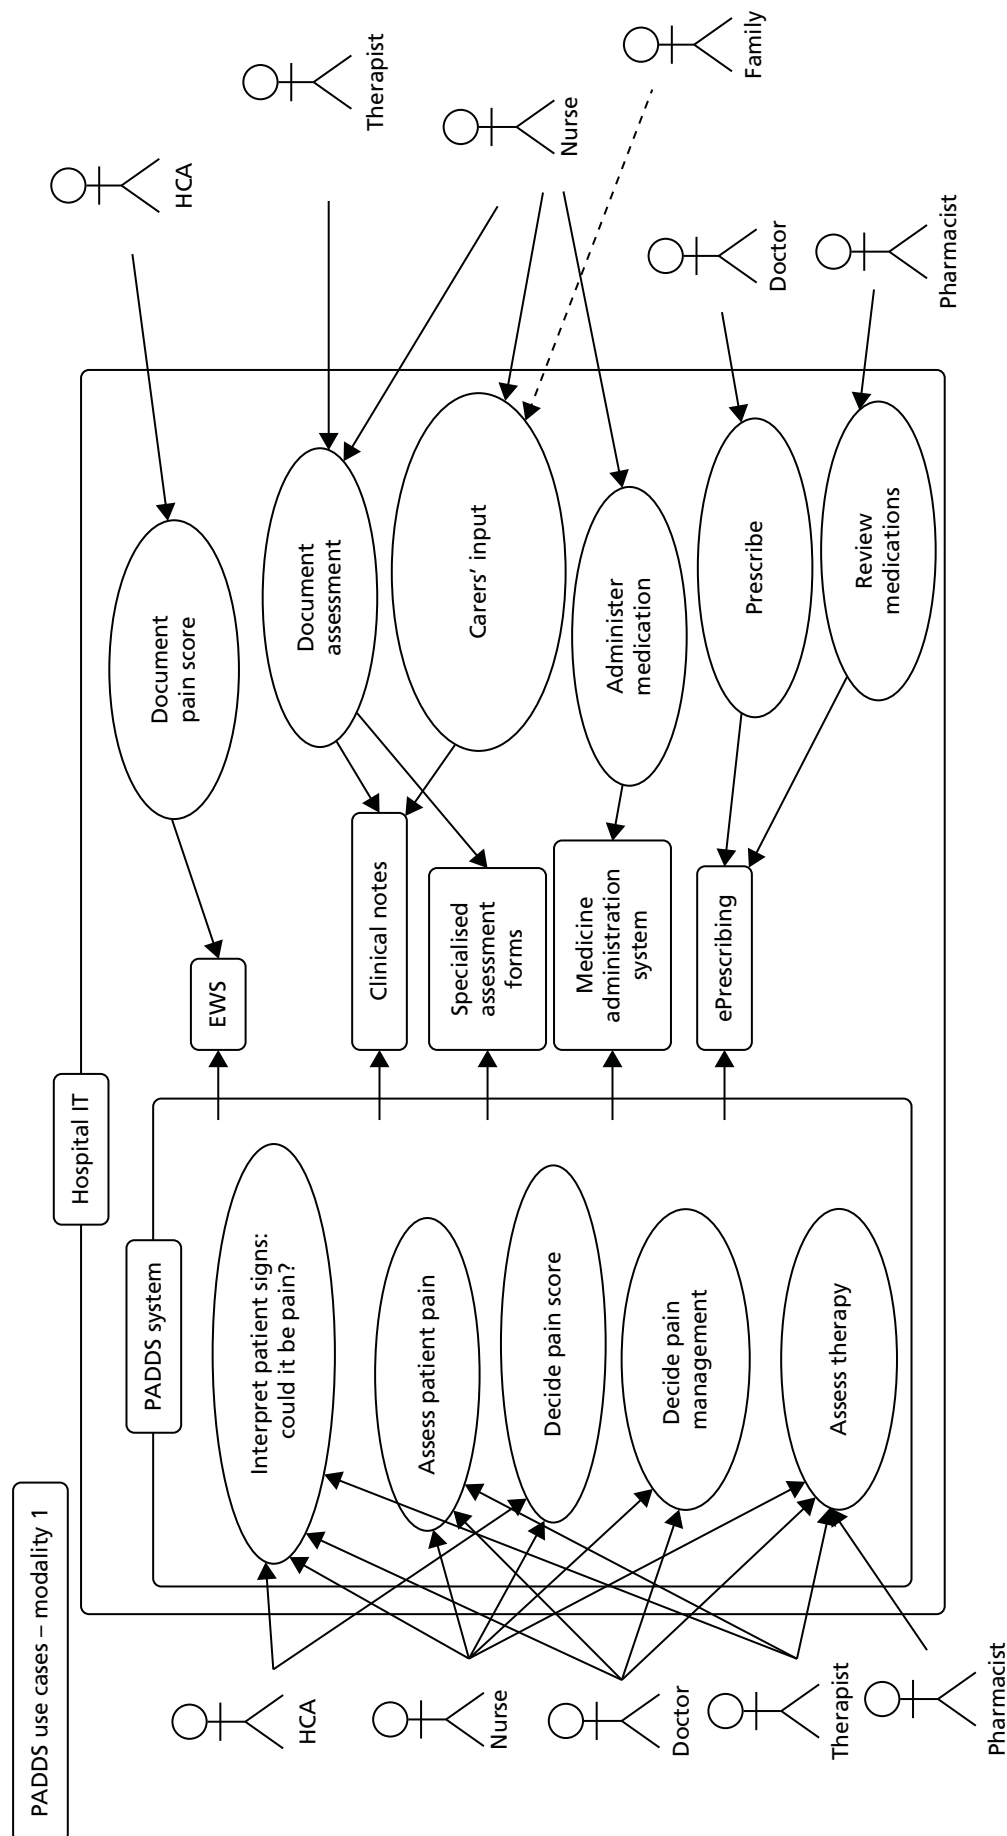 PADDS use cases – modality 1
Hospital IT
PADDS system
HCA
Nurse
Doctor
Therapist
Pharmacist
Interpret patient signs:
could it be pain?
Assess patient pain
Decide pain score
Decide pain
management
Assess therapy
EWS
Clinical notes
Specialised
assessment
forms
Medicine
administration
system
ePrescribing
Document
pain score
Document
assessment
Carers’ input
Administer
medication
Prescribe
Review
medications
HCA
Therapist
Nurse
Family
Doctor
Pharmacist